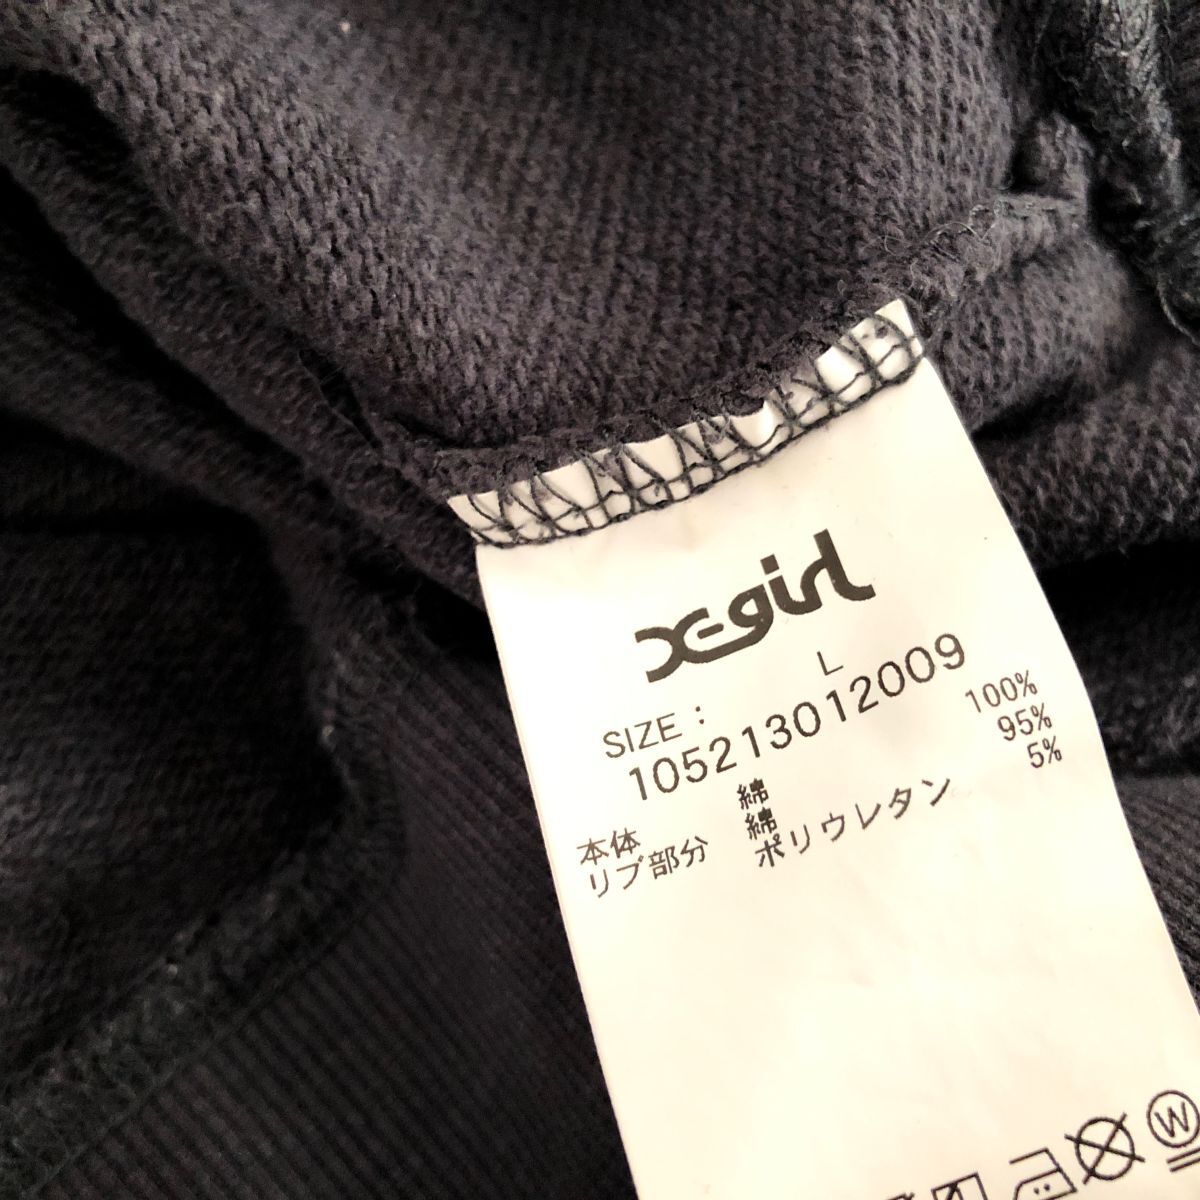 X-girl
SIZE : L
105213012009
本体 綿 100%
リブ部分 綿 95%
ポリウレタン 5%
W